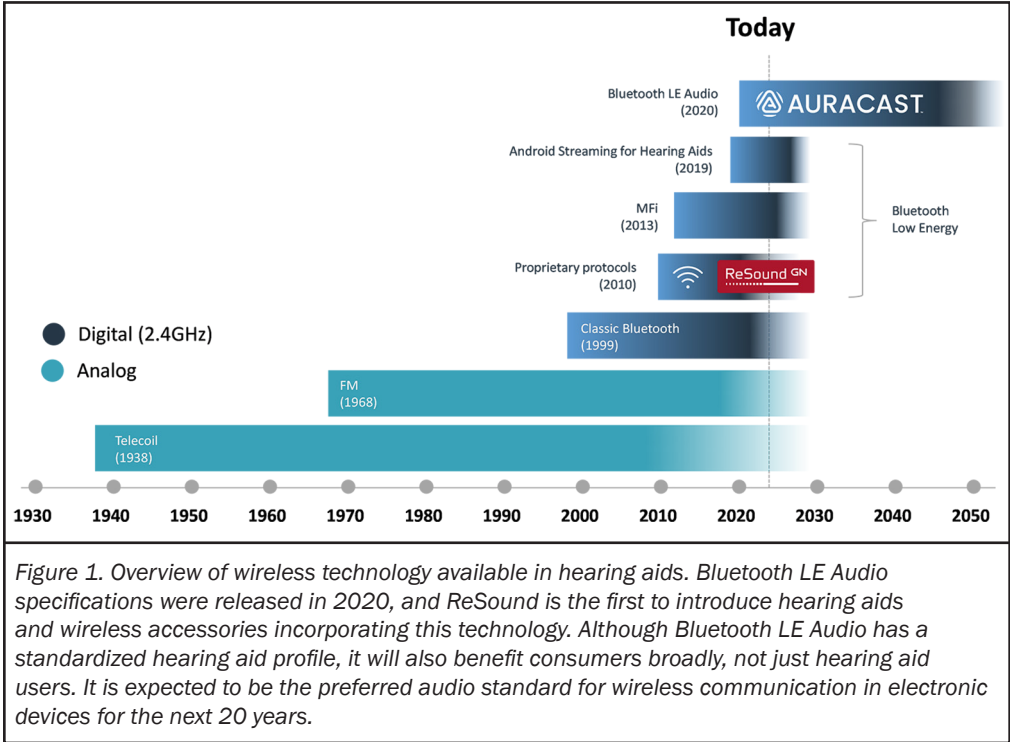 Today
Bluetooth LE Audio
(2020)
AURACAST
Android Streaming for Hearing Aids
(2019)
MFi
(2013)
Bluetooth
Low Energy
Proprietary protocols
(2010)
ReSound GN
Digital (2.4GHz)
Analog
Classic Bluetooth
(1999)
FM
(1968)
Telecoil
(1938)
1930 1940 1950 1960 1970 1980 1990 2000 2010 2020 2030 2040 2050
Figure 1. Overview of wireless technology available in hearing aids. Bluetooth LE Audio
specifications were released in 2020, and ReSound is the first to introduce hearing aids
and wireless accessories incorporating this technology. Although Bluetooth LE Audio has a
standardized hearing aid profile, it will also benefit consumers broadly, not just hearing aid
users. It is expected to be the preferred audio standard for wireless communication in electronic
devices for the next 20 years.